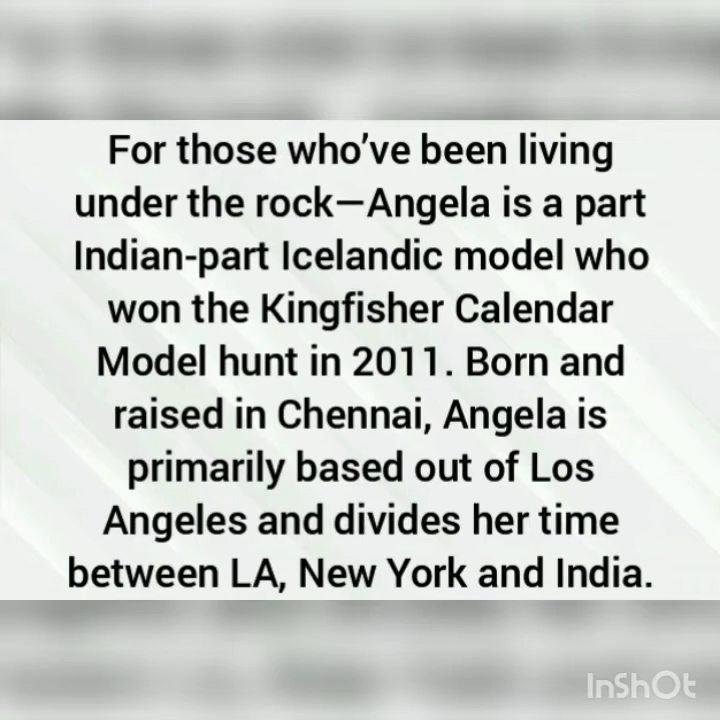 For those who’ve been living
under the rock—Angela is a part
Indian-part Icelandic model who
won the Kingfisher Calendar
Model hunt in 2011. Born and
raised in Chennai, Angela is
primarily based out of Los
Angeles and divides her time
between LA, New York and India.
InShOt